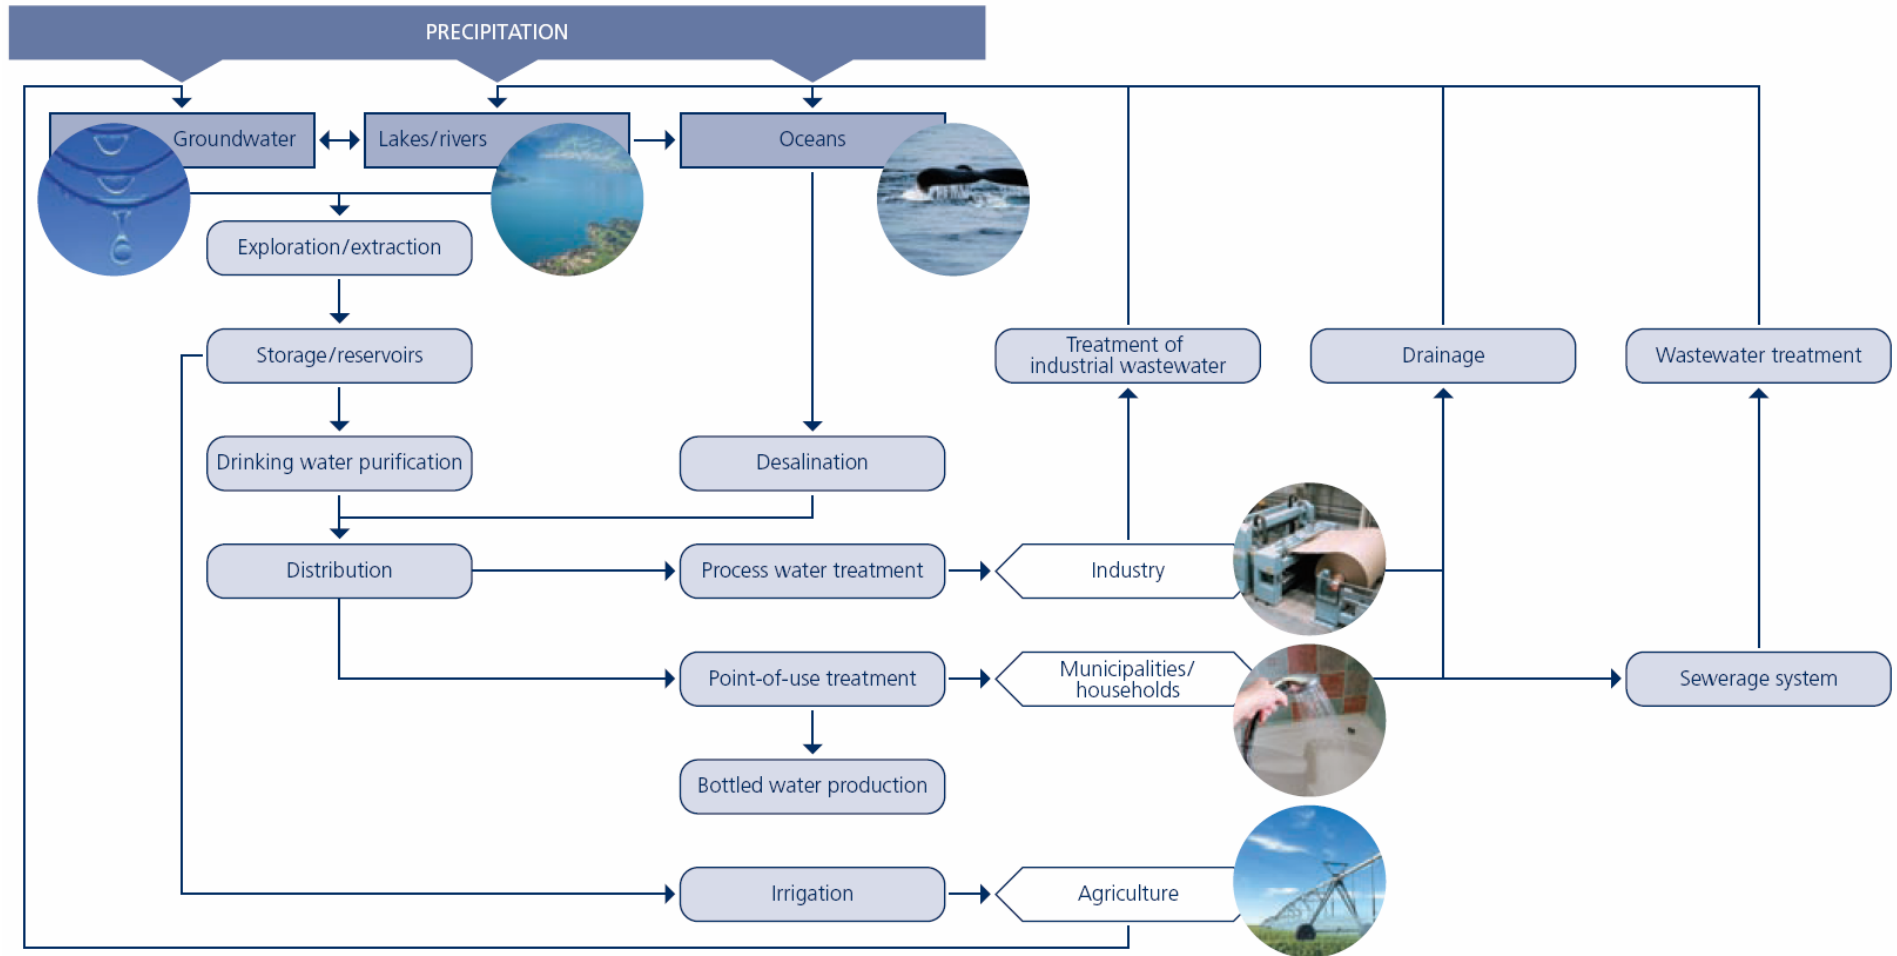 PRECIPITATION
Groundwater
Lakes/rivers
Oceans
Exploration/extraction
Storage/reservoirs
Treatment of
industrial wastewater
Drainage
Wastewater treatment
Drinking water purification
Desalination
Distribution
Process water treatment
Industry
Point-of-use treatment
Municipalities/
households
Sewerage system
Bottled water production
Irrigation
Agriculture